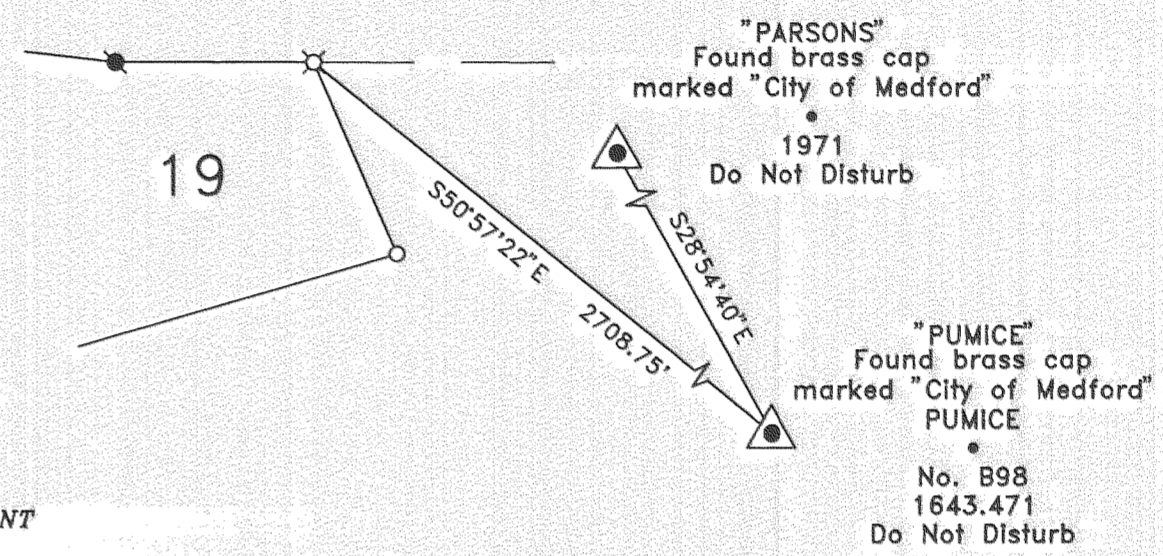 "PARSONS"
Found brass cap
marked "City of Medford"
1971
Do Not Disturb
19
S50°57'22"E
2708.75'
S28°54'40"E
"PUMICE"
Found brass cap
marked "City of Medford"
PUMICE
No. B98
1643.471
Do Not Disturb
NT